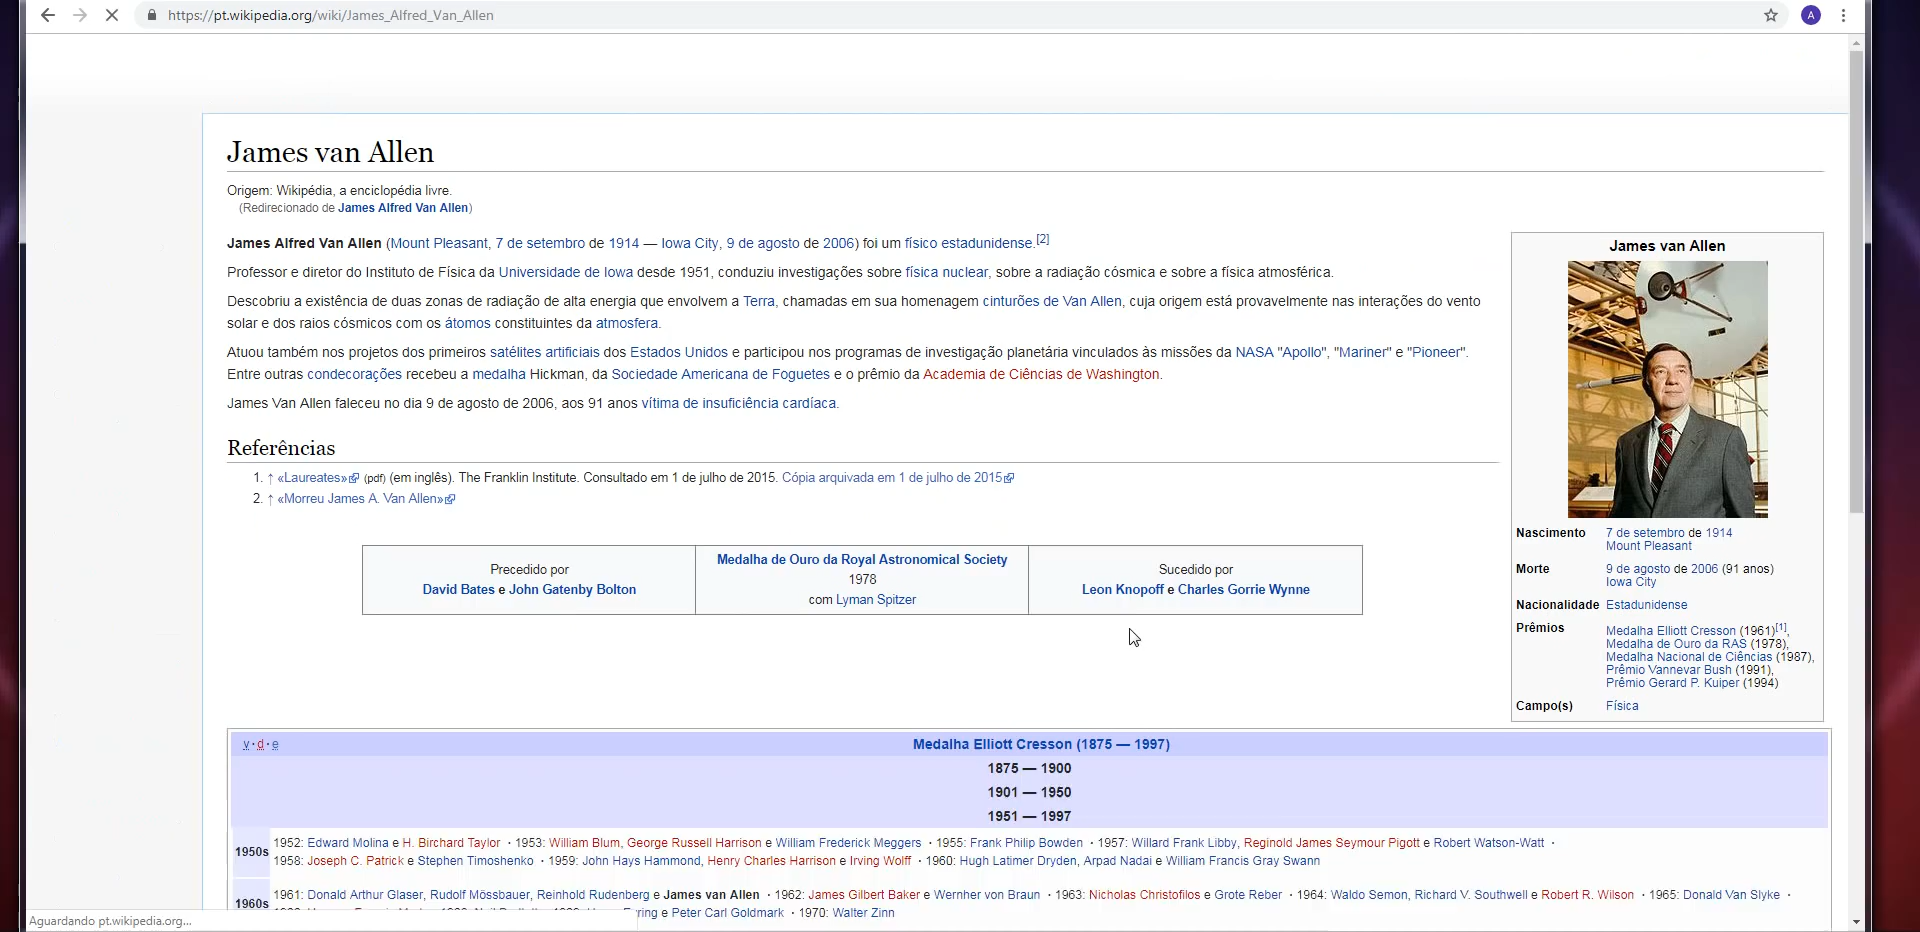 https://pt.wikipedia.org/wiki/James_Alfred_Van_Allen
A
James van Allen
Origem: Wikipédia, a enciclopédia livre.
(Redirecionado de James Alfred Van Allen)
James Alfred Van Allen (Mount Pleasant, 7 de setembro de 1914 — Iowa City, 9 de agosto de 2006) foi um físico estadunidense.[2]
Professor e diretor do Instituto de Física da Universidade de Iowa desde 1951, conduziu investigações sobre física nuclear, sobre a radiação cósmica e sobre a física atmosférica.
Descobriu a existência de duas zonas de radiação de alta energia que envolvem a Terra, chamadas em sua homenagem cinturões de Van Allen, cuja origem está provavelmente nas interações do vento
solar e dos raios cósmicos com os átomos constituintes da atmosfera.
Atuou também nos projetos dos primeiros satélites artificiais dos Estados Unidos e participou nos programas de investigação planetária vinculados às missões da NASA "Apollo", "Mariner" e "Pioneer".
Entre outras condecorações recebeu a medalha Hickman, da Sociedade Americana de Foguetes e o prêmio da Academia de Ciências de Washington.
James Van Allen faleceu no dia 9 de agosto de 2006, aos 91 anos vítima de insuficiência cardíaca.
Referências
1. ↑ «Laureates» (pdf) (em inglês). The Franklin Institute. Consultado em 1 de julho de 2015. Cópia arquivada em 1 de julho de 2015
2. ↑ «Morreu James A. Van Allen»
Precedido por
David Bates e John Gatenby Bolton
Medalha de Ouro da Royal Astronomical Society
1978
com Lyman Spitzer
Sucedido por
Leon Knopoff e Charles Gorrie Wynne
James van Allen
Nascimento 7 de setembro de 1914
Mount Pleasant
Morte 9 de agosto de 2006 (91 anos)
Iowa City
Nacionalidade Estadunidense
Prêmios Medalha Elliott Cresson (1961)[1],
Medalha de Ouro da RAS (1978),
Medalha Nacional de Ciências (1987),
Prêmio Vannevar Bush (1991),
Prêmio Gerard P. Kuiper (1994)
Campo(s) Física
v · d · e Medalha Elliott Cresson (1875 — 1997)
1875 — 1900
1901 — 1950
1951 — 1997
1950s
1952: Edward Molina e H. Birchard Taylor · 1953: William Blum, George Russell Harrison e William Frederick Meggers · 1955: Frank Philip Bowden · 1957: Willard Frank Libby, Reginold James Seymour Pigott e Robert Watson-Watt ·
1958: Joseph C. Patrick e Stephen Timoshenko · 1959: John Hays Hammond, Henry Charles Harrison e Irving Wolff · 1960: Hugh Latimer Dryden, Arpad Nadai e William Francis Gray Swann
1960s
1961: Donald Arthur Glaser, Rudolf Mössbauer, Reinhold Rudenberg e James van Allen · 1962: James Gilbert Baker e Wernher von Braun · 1963: Nicholas Christofilos e Grote Reber · 1964: Waldo Semon, Richard V. Southwell e Robert R. Wilson · 1965: Donald Van Slyke ·
e Peter Carl Goldmark · 1970: Walter Zinn
Aguardando pt.wikipedia.org...